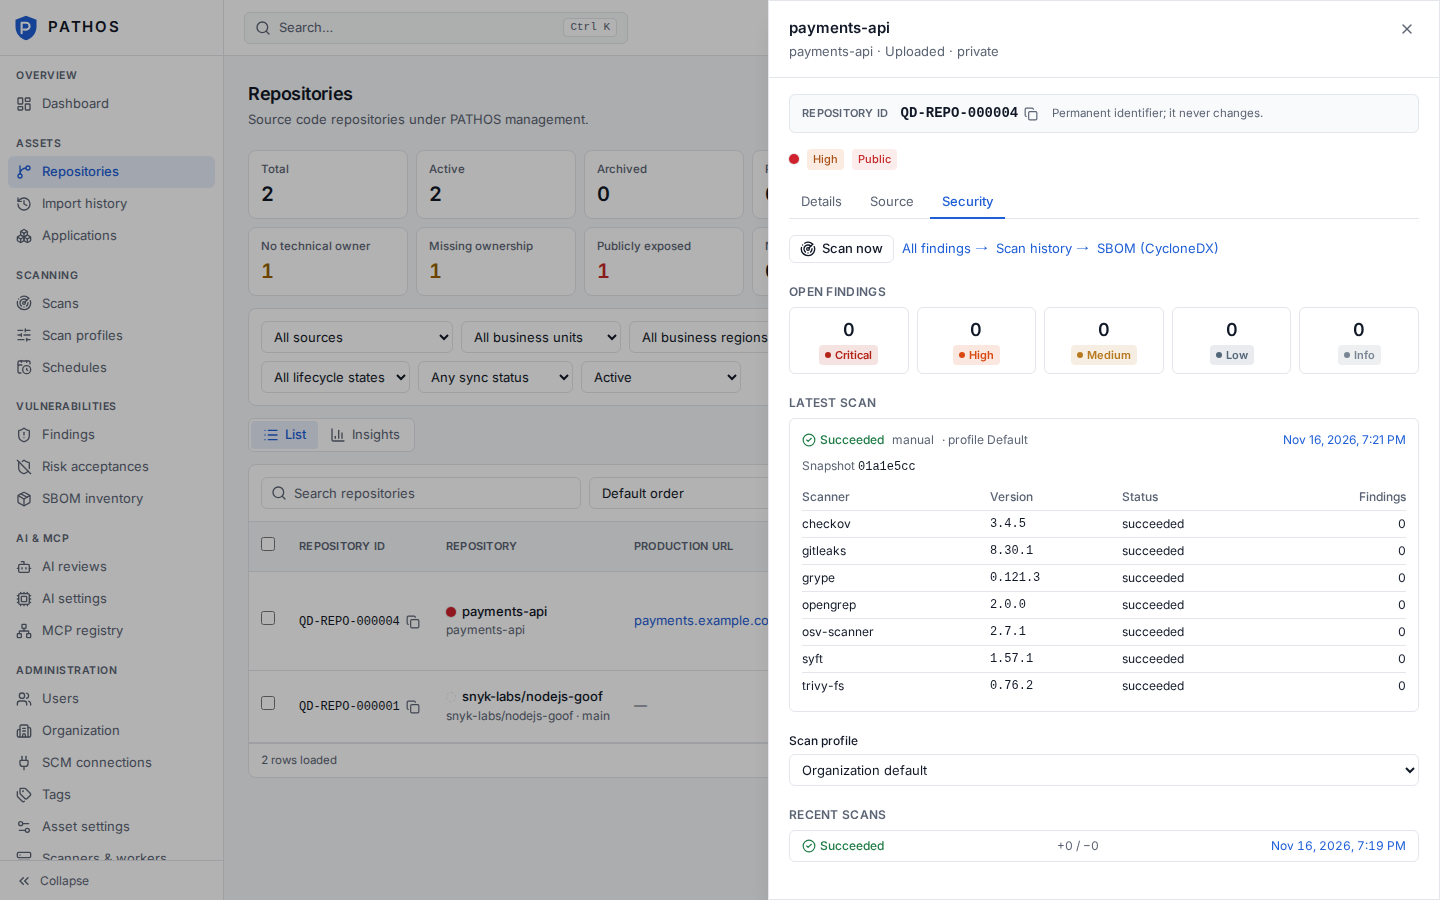 PATHOS
Search...
Ctrl K
OVERVIEW
Dashboard
ASSETS
Repositories
Import history
Applications
SCANNING
Scans
Scan profiles
Schedules
VULNERABILITIES
Findings
Risk acceptances
SBOM inventory
AI & MCP
AI reviews
AI settings
MCP registry
ADMINISTRATION
Users
Organization
SCM connections
Tags
Asset settings
Scanners & workers
Collapse
Repositories
Source code repositories under PATHOS management.
Total
2
Active
2
Archived
0
No technical owner
1
Missing ownership
1
Publicly exposed
1
All sources
All business units
All business regions
All lifecycle states
Any sync status
Active
List
Insights
Search repositories
Default order
REPOSITORY ID
REPOSITORY
PRODUCTION URL
QD-REPO-000004
payments-api
payments-api
payments.example.co
QD-REPO-000001
snyk-labs/nodejs-goof
snyk-labs/nodejs-goof · main
—
2 rows loaded
payments-api
payments-api · Uploaded · private
REPOSITORY ID QD-REPO-000004 Permanent identifier; it never changes.
High Public
Details Source Security
Scan now All findings → Scan history → SBOM (CycloneDX)
OPEN FINDINGS
0 0 0 0 0
Critical High Medium Low Info
LATEST SCAN
Succeeded manual · profile Default Nov 16, 2026, 7:21 PM
Snapshot 01a1e5cc
Scanner Version Status Findings
checkov 3.4.5 succeeded 0
gitleaks 8.30.1 succeeded 0
grype 0.121.3 succeeded 0
opengrep 2.0.0 succeeded 0
osv-scanner 2.7.1 succeeded 0
syft 1.57.1 succeeded 0
trivy-fs 0.76.2 succeeded 0
Scan profile
Organization default
RECENT SCANS
Succeeded +0 / −0 Nov 16, 2026, 7:19 PM